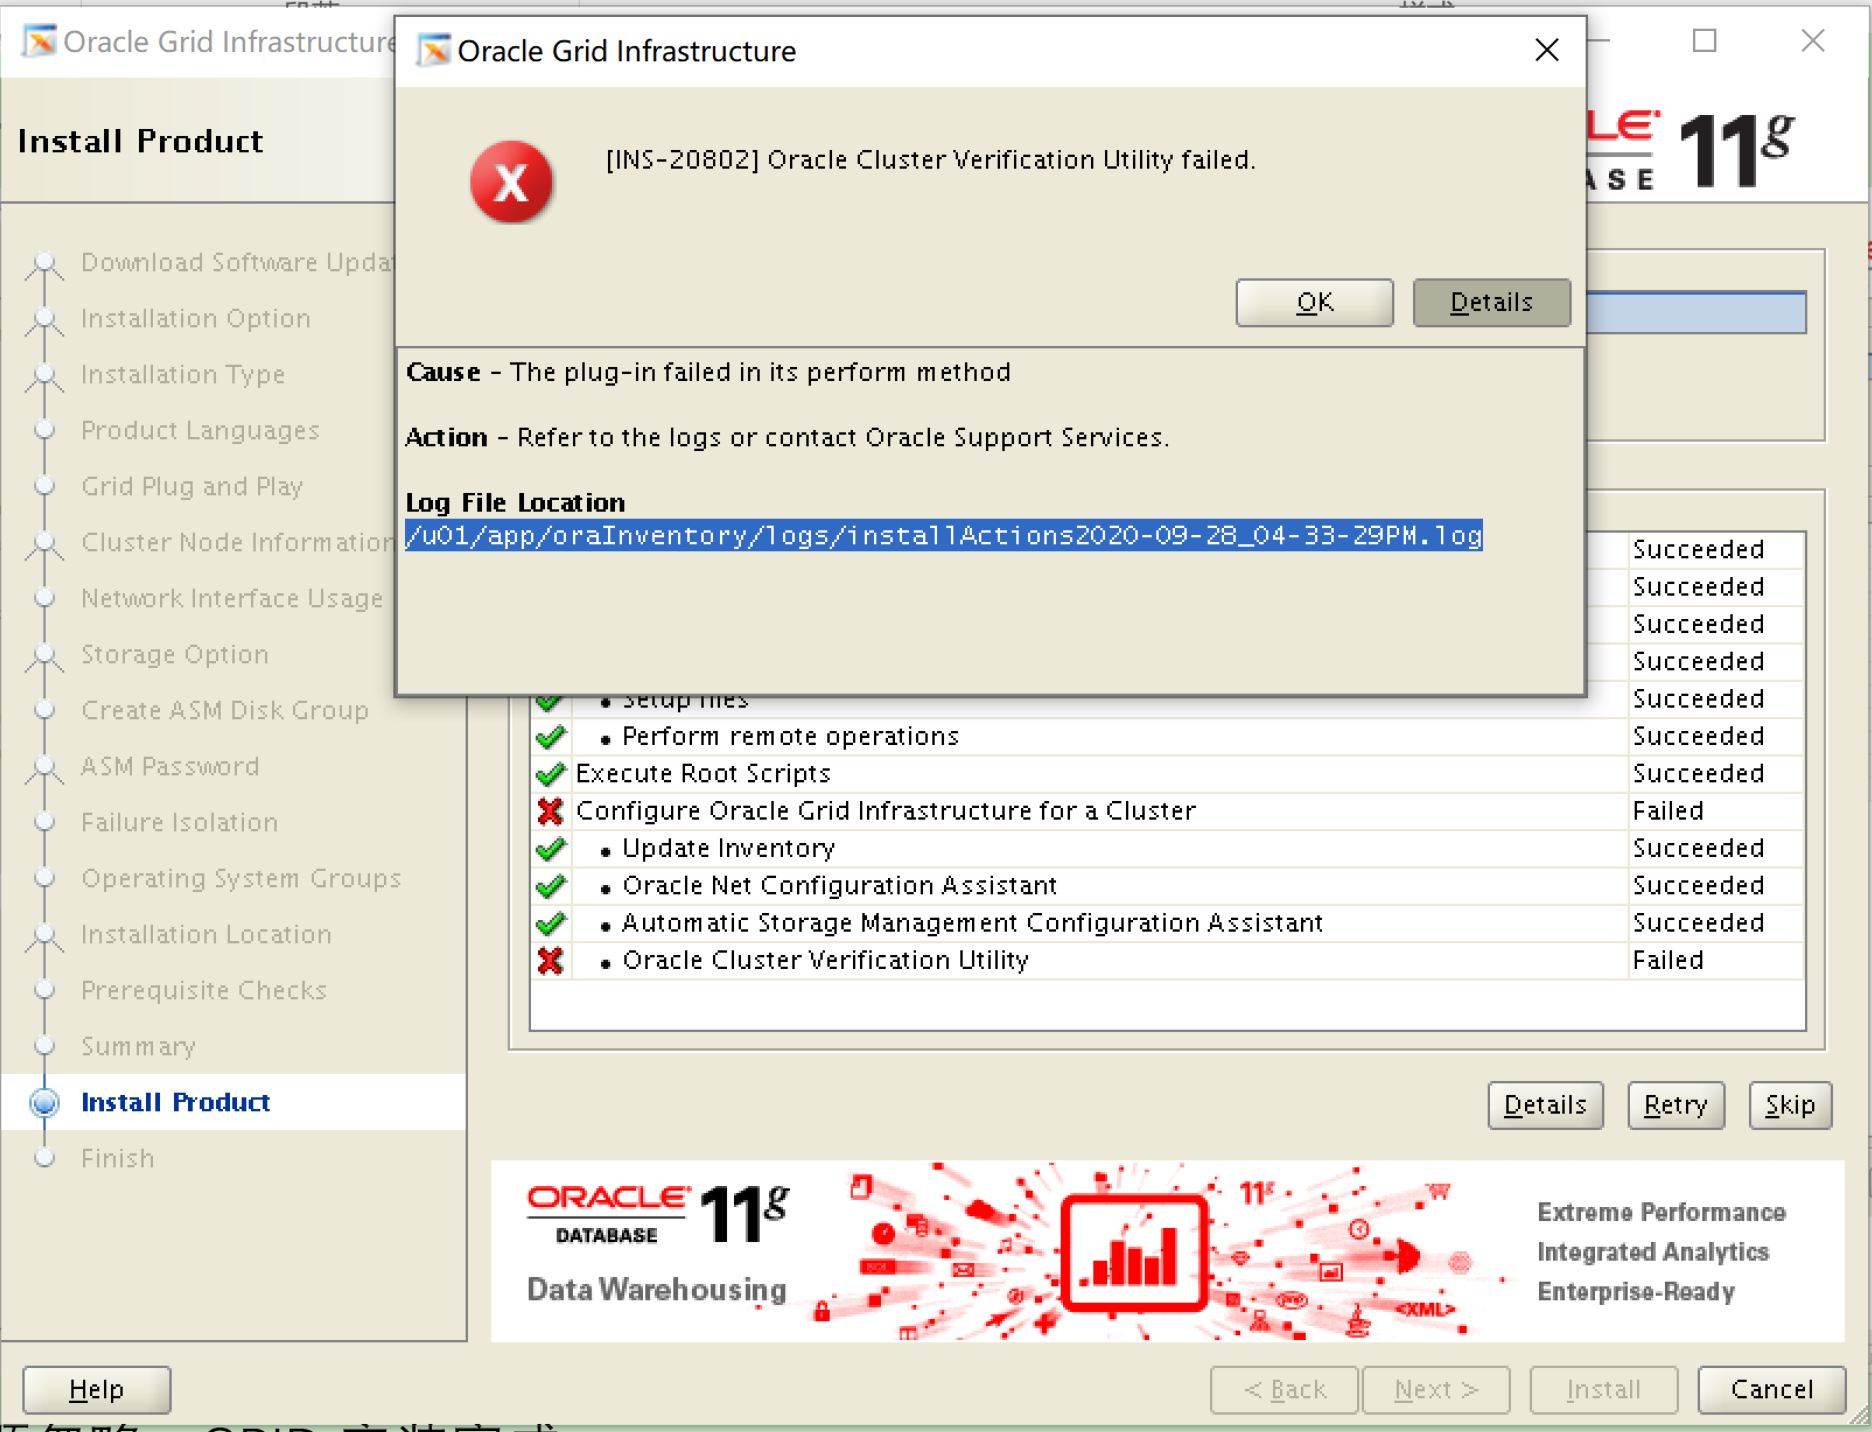 Oracle Grid Infrastructure
Oracle Grid Infrastructure
Install Product
[INS-20802] Oracle Cluster Verification Utility failed.
OK
Details
Cause - The plug-in failed in its perform method
Action - Refer to the logs or contact Oracle Support Services.
Log File Location
/u01/app/oraInventory/logs/installActions2020-09-28_04-33-29PM.log
LE 11g
ASE
Download Software Updat
Installation Option
Installation Type
Product Languages
Grid Plug and Play
Cluster Node Information
Network Interface Usage
Storage Option
Create ASM Disk Group
ASM Password
Failure Isolation
Operating System Groups
Installation Location
Prerequisite Checks
Summary
Install Product
Finish
Succeeded
Succeeded
Succeeded
Succeeded
• Setup files Succeeded
• Perform remote operations Succeeded
Execute Root Scripts Succeeded
Configure Oracle Grid Infrastructure for a Cluster Failed
• Update Inventory Succeeded
• Oracle Net Configuration Assistant Succeeded
• Automatic Storage Management Configuration Assistant Succeeded
• Oracle Cluster Verification Utility Failed
Details
Retry
Skip
ORACLE 11g
DATABASE
Data Warehousing
11g
<XML>
Extreme Performance
Integrated Analytics
Enterprise-Ready
Help
< Back
Next >
Install
Cancel